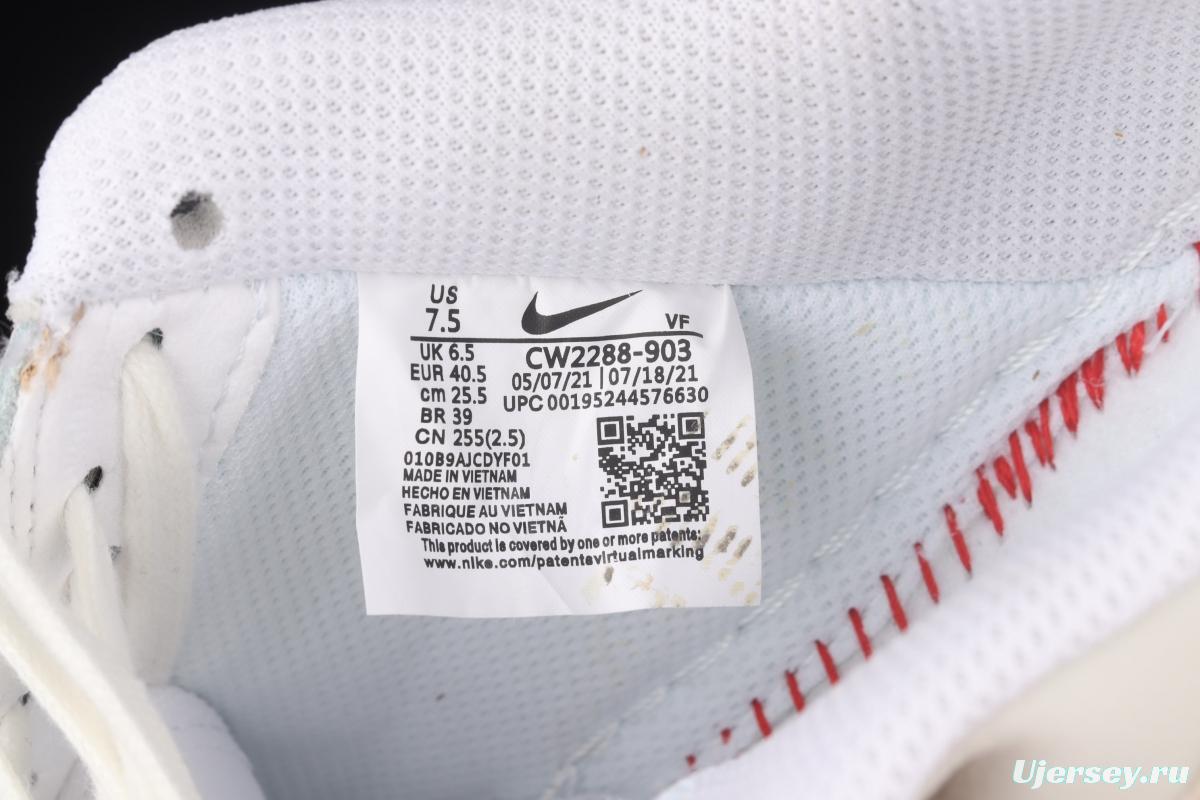 US
7.5
VF
UK 6.5
EUR 40.5
cm 25.5
BR 39
CN 255(2.5)
CW2288-903
05/07/21 | 07/18/21
UPC 00195244576630
010B9AJCDYF01
MADE IN VIETNAM
HECHO EN VIETNAM
FABRIQUE AU VIETNAM
FABRICADO NO VIETNÃ
This product is covered by one or more patents:
www.nike.com/patentavirtualmarking
Ujersey.ru